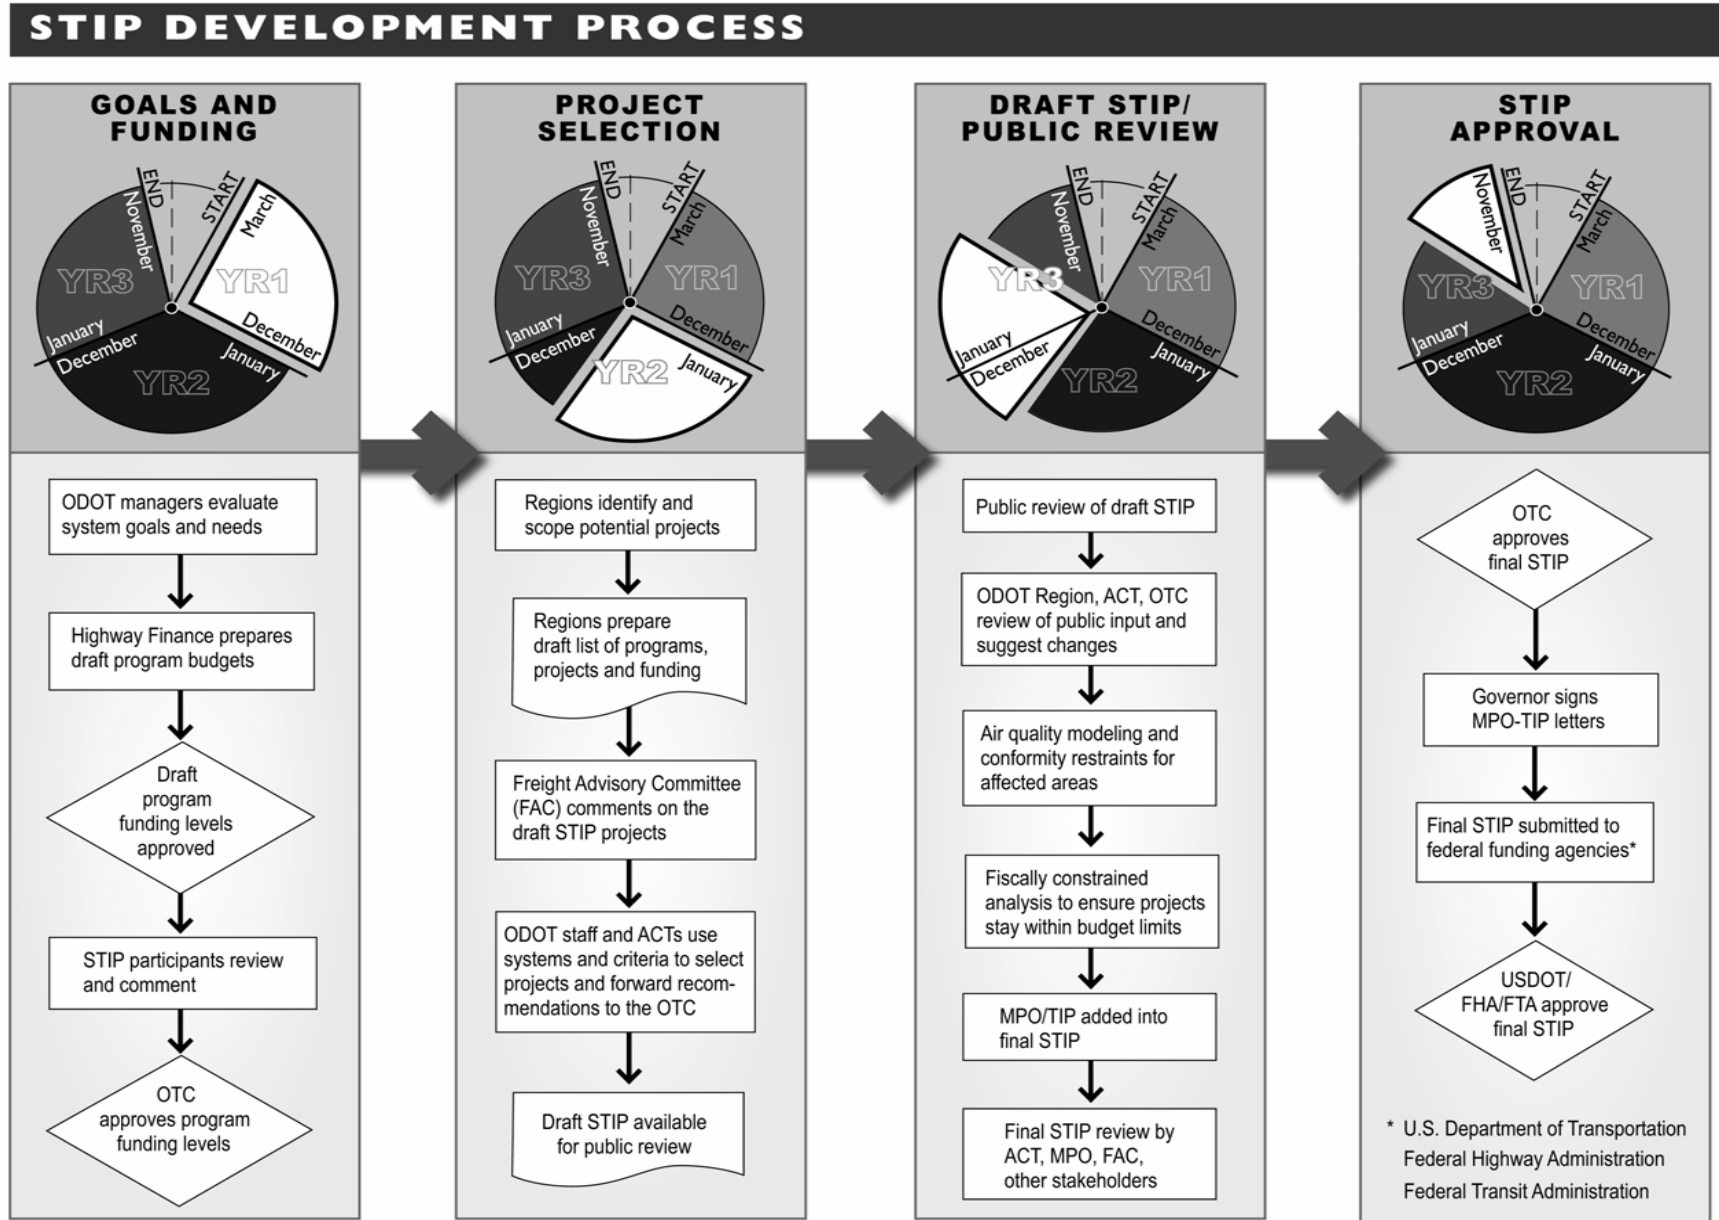 STIP DEVELOPMENT PROCESS
GOALS AND
FUNDING
END
START
March
November
YR3
YR1
January
December
December
January
YR2
ODOT managers evaluate
system goals and needs
Highway Finance prepares
draft program budgets
Draft
program
funding levels
approved
STIP participants review
and comment
OTC
approves program
funding levels
PROJECT
SELECTION
END
START
March
November
YR3
YR1
January
December
December
January
YR2
Regions identify and
scope potential projects
Regions prepare
draft list of programs,
projects and funding
Freight Advisory Committee
(FAC) comments on the
draft STIP projects
ODOT staff and ACTs use
systems and criteria to select
projects and forward recom-
mendations to the OTC
Draft STIP available
for public review
DRAFT STIP/
PUBLIC REVIEW
END
START
March
November
YR3
YR1
January
December
December
January
YR2
Public review of draft STIP
ODOT Region, ACT, OTC
review of public input and
suggest changes
Air quality modeling and
conformity restraints for
affected areas
Fiscally constrained
analysis to ensure projects
stay within budget limits
MPO/TIP added into
final STIP
Final STIP review by
ACT, MPO, FAC,
other stakeholders
STIP
APPROVAL
END
START
March
November
YR3
YR1
January
December
December
January
YR2
OTC
approves
final STIP
Governor signs
MPO-TIP letters
Final STIP submitted to
federal funding agencies*
USDOT/
FHA/FTA approve
final STIP
* U.S. Department of Transportation
Federal Highway Administration
Federal Transit Administration